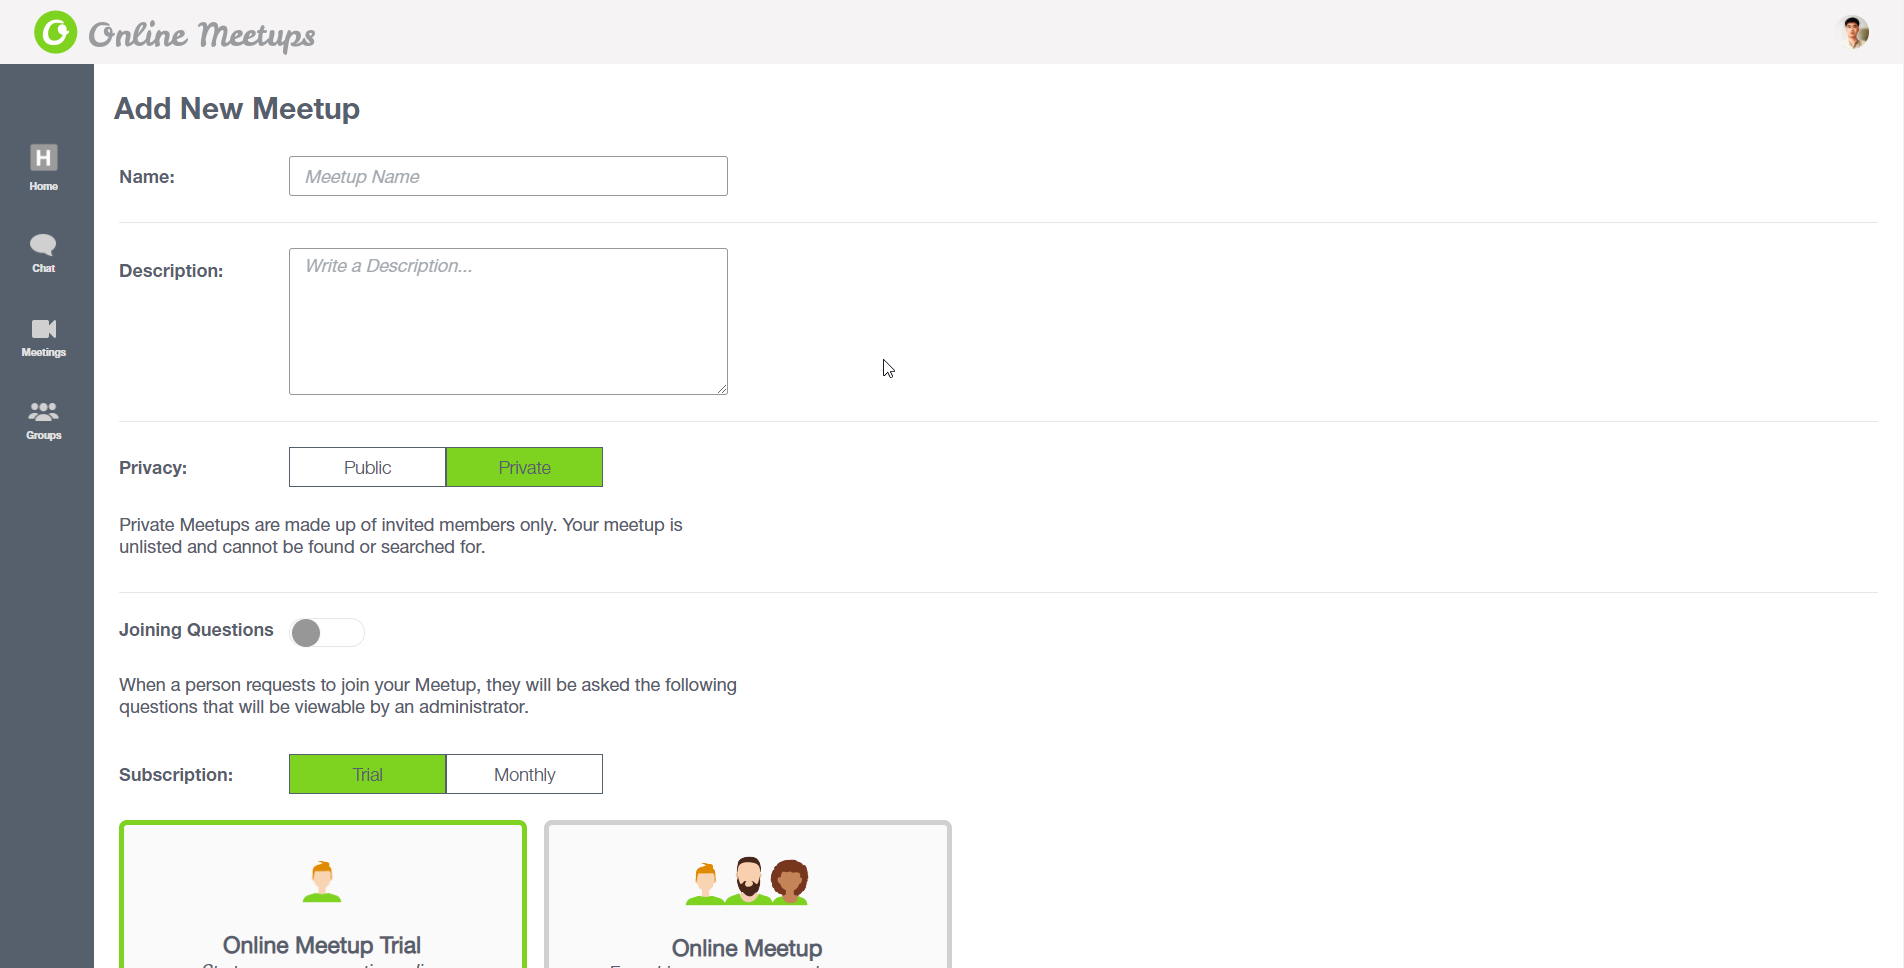 Online Meetups
Add New Meetup
H
Home
Chat
Meetings
Groups
Name:
Meetup Name
Description:
Write a Description...
Privacy:
Public
Private
Private Meetups are made up of invited members only. Your meetup is
unlisted and cannot be found or searched for.
Joining Questions
When a person requests to join your Meetup, they will be asked the following
questions that will be viewable by an administrator.
Subscription:
Trial
Monthly
Online Meetup Trial
Online Meetup